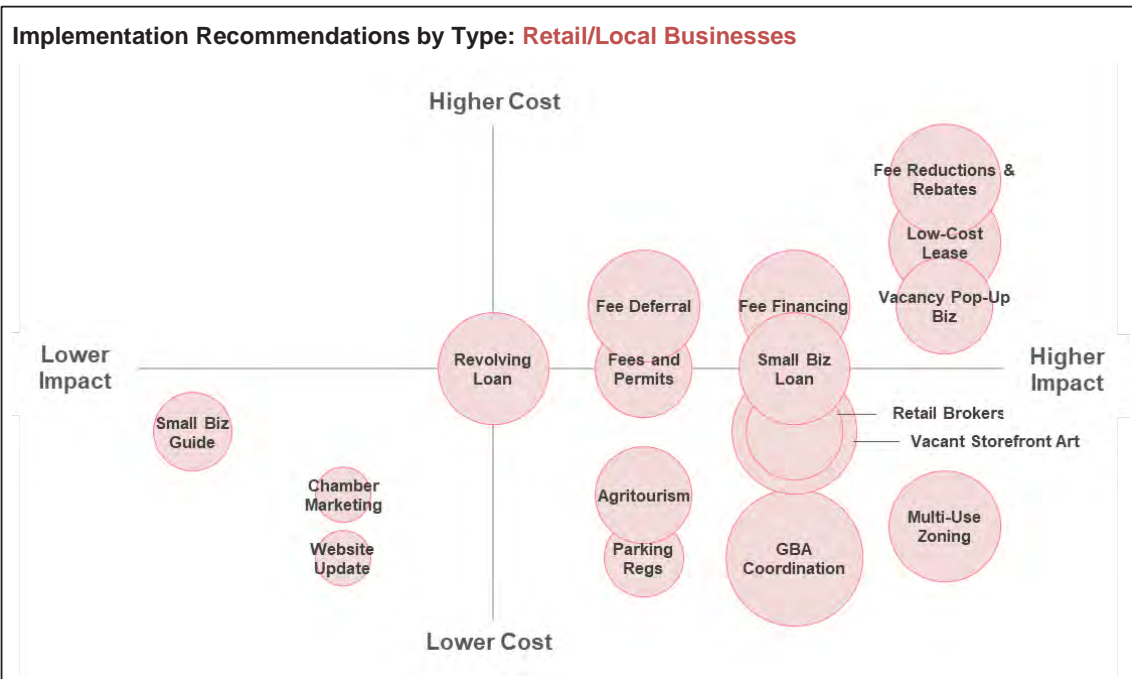 Implementation Recommendations by Type: Retail/Local Businesses
Higher Cost
Fee Reductions &
Rebates
Low-Cost
Lease
Fee Deferral
Fee Financing
Vacancy Pop-Up
Biz
Lower
Impact
Revolving
Loan
Fees and
Permits
Small Biz
Loan
Higher
Impact
Small Biz
Guide
Retail Brokers
Vacant Storefront Art
Chamber
Marketing
Agritourism
Multi-Use
Zoning
Website
Update
Parking
Regs
GBA
Coordination
Lower Cost